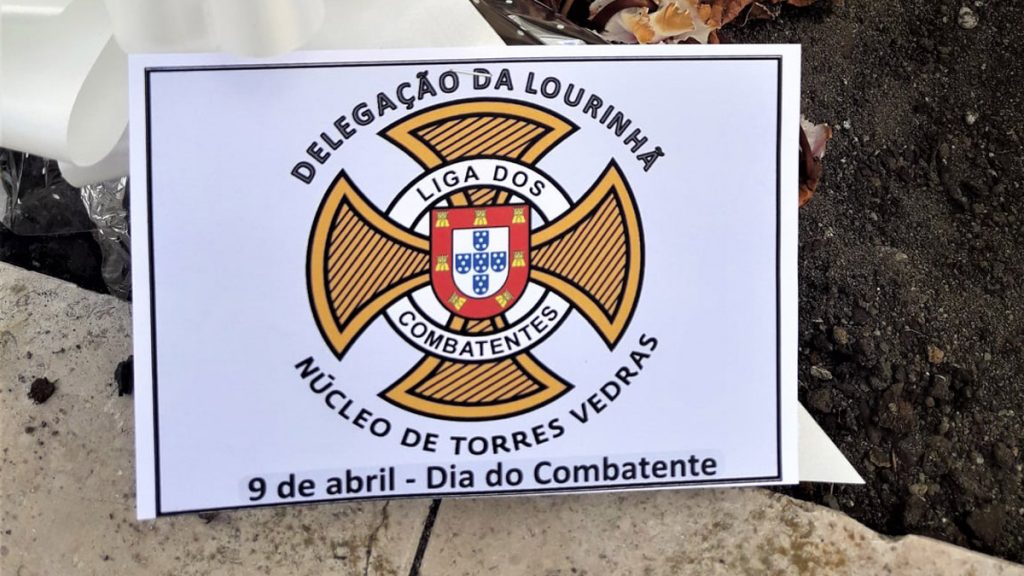 DELEGAÇÃO DA LOURINHÃ
LIGA DOS
COMBATENTES
NÚCLEO DE TORRES VEDRAS
9 de abril - Dia do Combatente